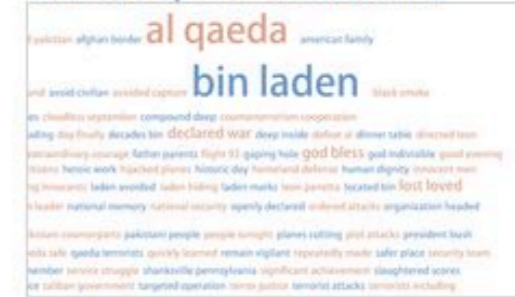 pakistan afghan border al qaeda american family
avoid civilian avoided capture bin laden black smoke
cloudless september compound deep counterterrorism cooperation
day finally decades bin declared war deep inside defeat al dinner table directed leon
extraordinary courage father parents flight 93 gaping hole god bless god indivisible good evening
heroic work hijacked planes historic day homeland defense human dignity innocent men
innocents laden avoided laden hiding laden marks leon panetta located bin lost loved
leader national memory national security openly declared ordered attacks organization headed
counterparts pakistani people people tonight planes cutting plot attacks president bush
safe qaeda terrorists quickly learned remain vigilant repeatedly made safer place security team
service struggle shanksville pennsylvania significant achievement slaughtered scores
taliban government targeted operation terror justice terrorist attacks terrorists including